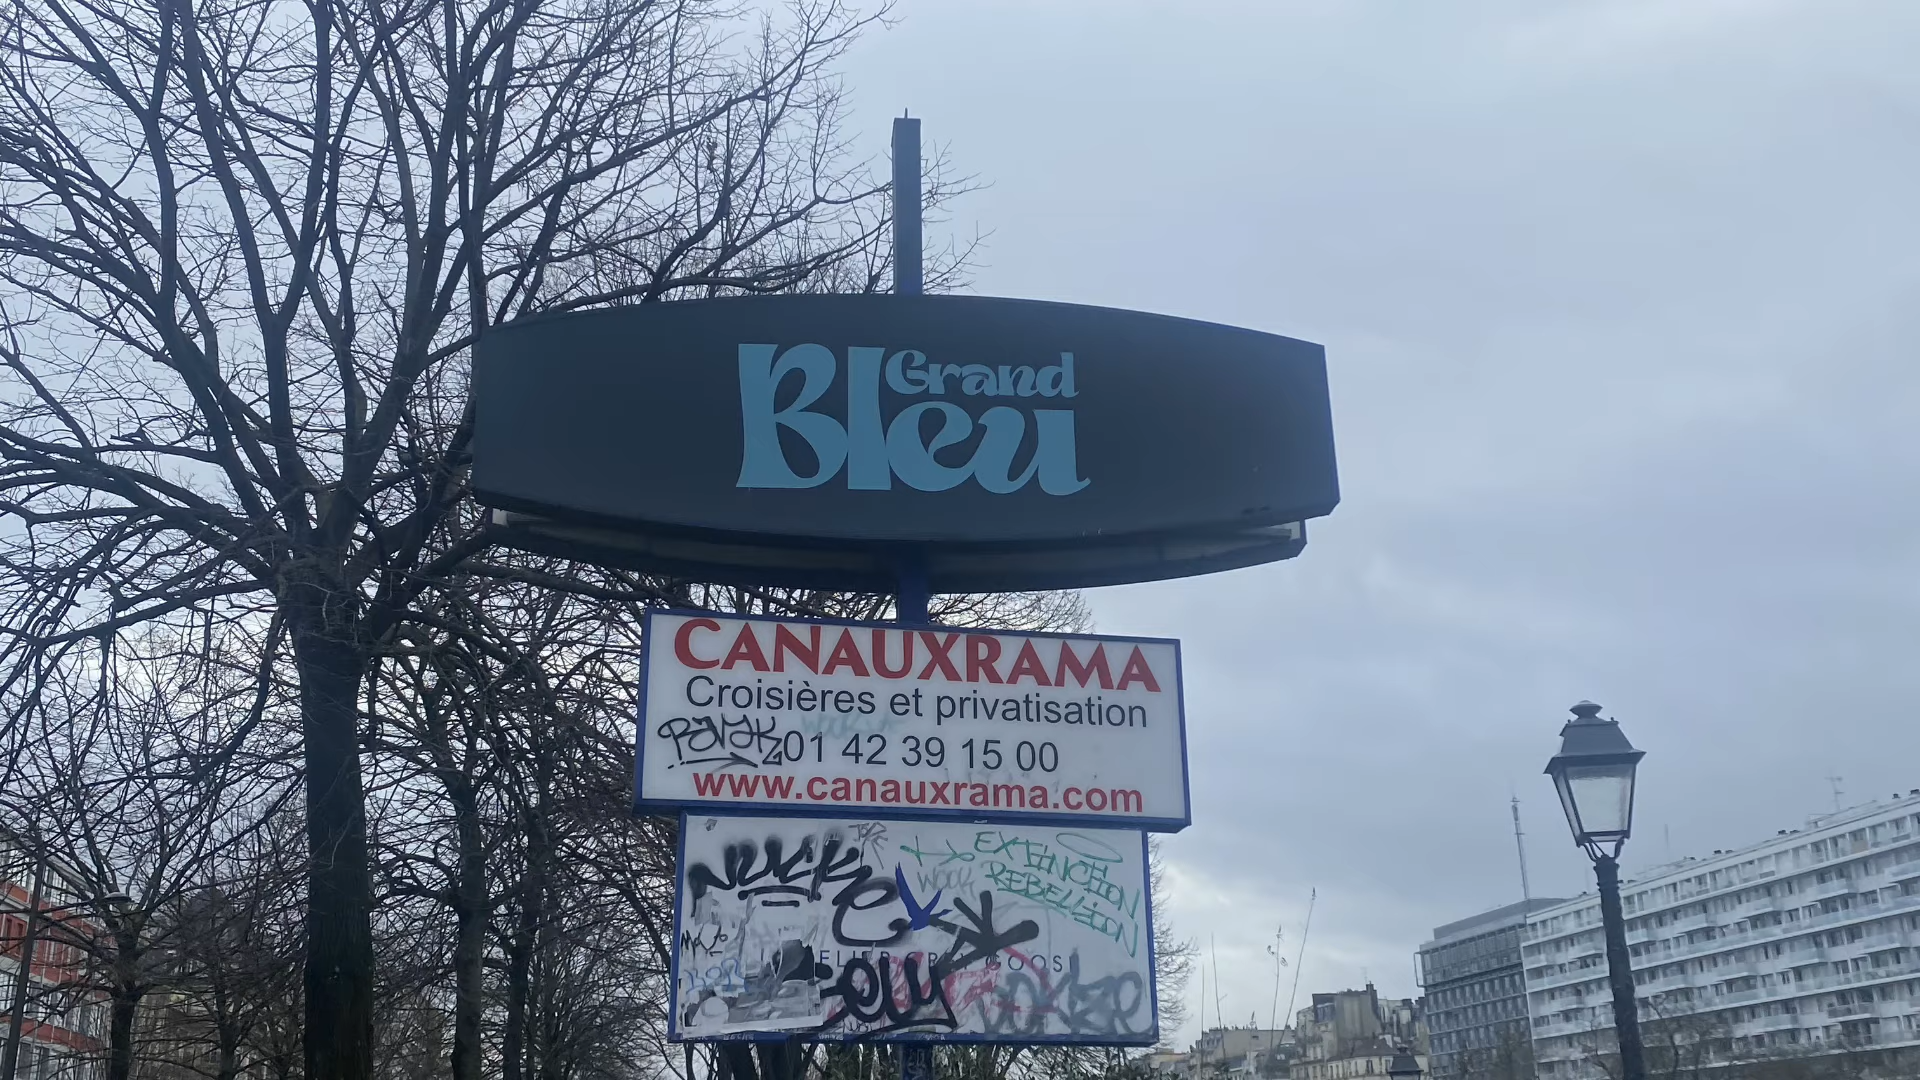 Grand
Bleu
CANAUXRAMA
Croisières et privatisation
01 42 39 15 00
www.canauxrama.com
EXTINCTION
REBELLION